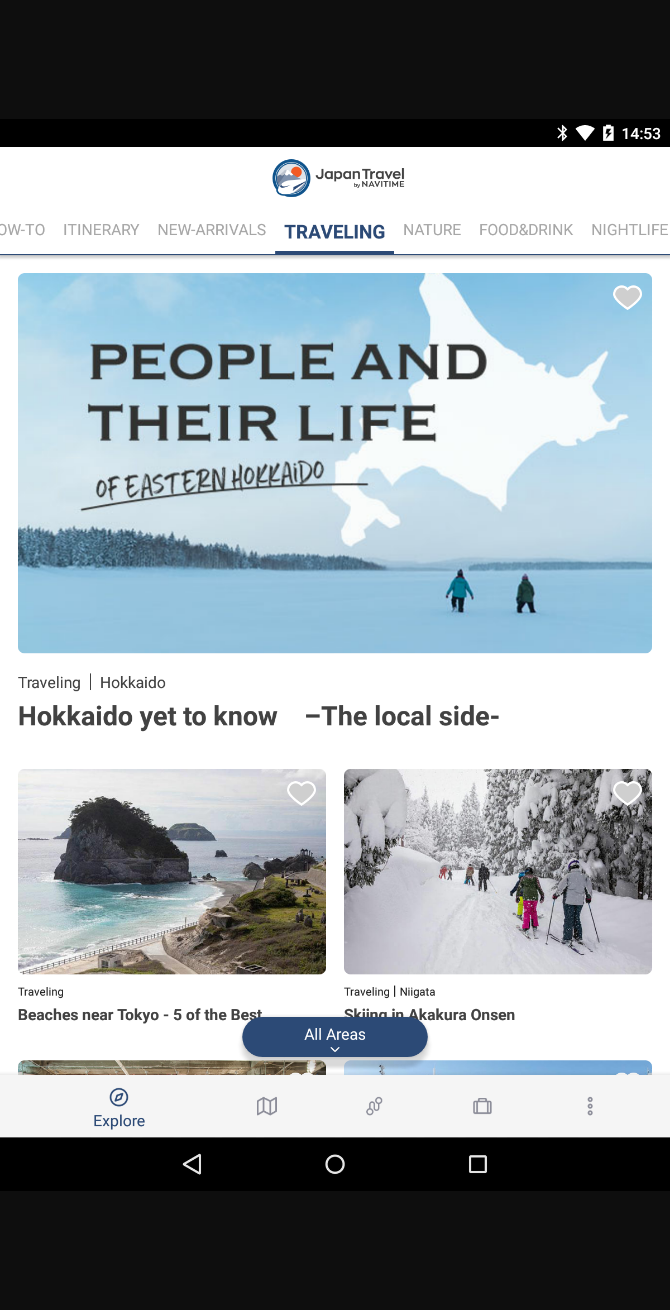 14:53
Japan Travel
by NAVITIME
OW-TO ITINERARY NEW-ARRIVALS TRAVELING NATURE FOOD&DRINK NIGHTLIFE
PEOPLE AND
THEIR LIFE
OF EASTERN HOKKAiDO
Traveling | Hokkaido
Hokkaido yet to know –The local side-
Traveling
Beaches near Tokyo - 5 of the Best
Traveling | Niigata
Skiing in Akakura Onsen
All Areas
Explore